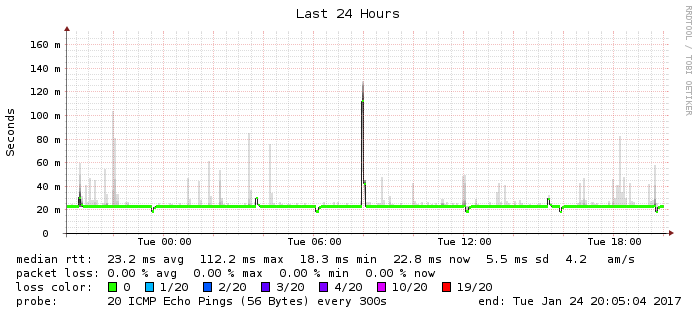 Last 24 Hours
RRDTOOL / TOBI OETIKER
Seconds
160 m
140 m
120 m
100 m
80 m
60 m
40 m
20 m
0
Tue 00:00 Tue 06:00 Tue 12:00 Tue 18:00
median rtt: 23.2 ms avg 112.2 ms max 18.3 ms min 22.8 ms now 5.5 ms sd 4.2 am/s
packet loss: 0.00 % avg 0.00 % max 0.00 % min 0.00 % now
loss color: 0 1/20 2/20 3/20 4/20 10/20 19/20
probe: 20 ICMP Echo Pings (56 Bytes) every 300s end: Tue Jan 24 20:05:04 2017